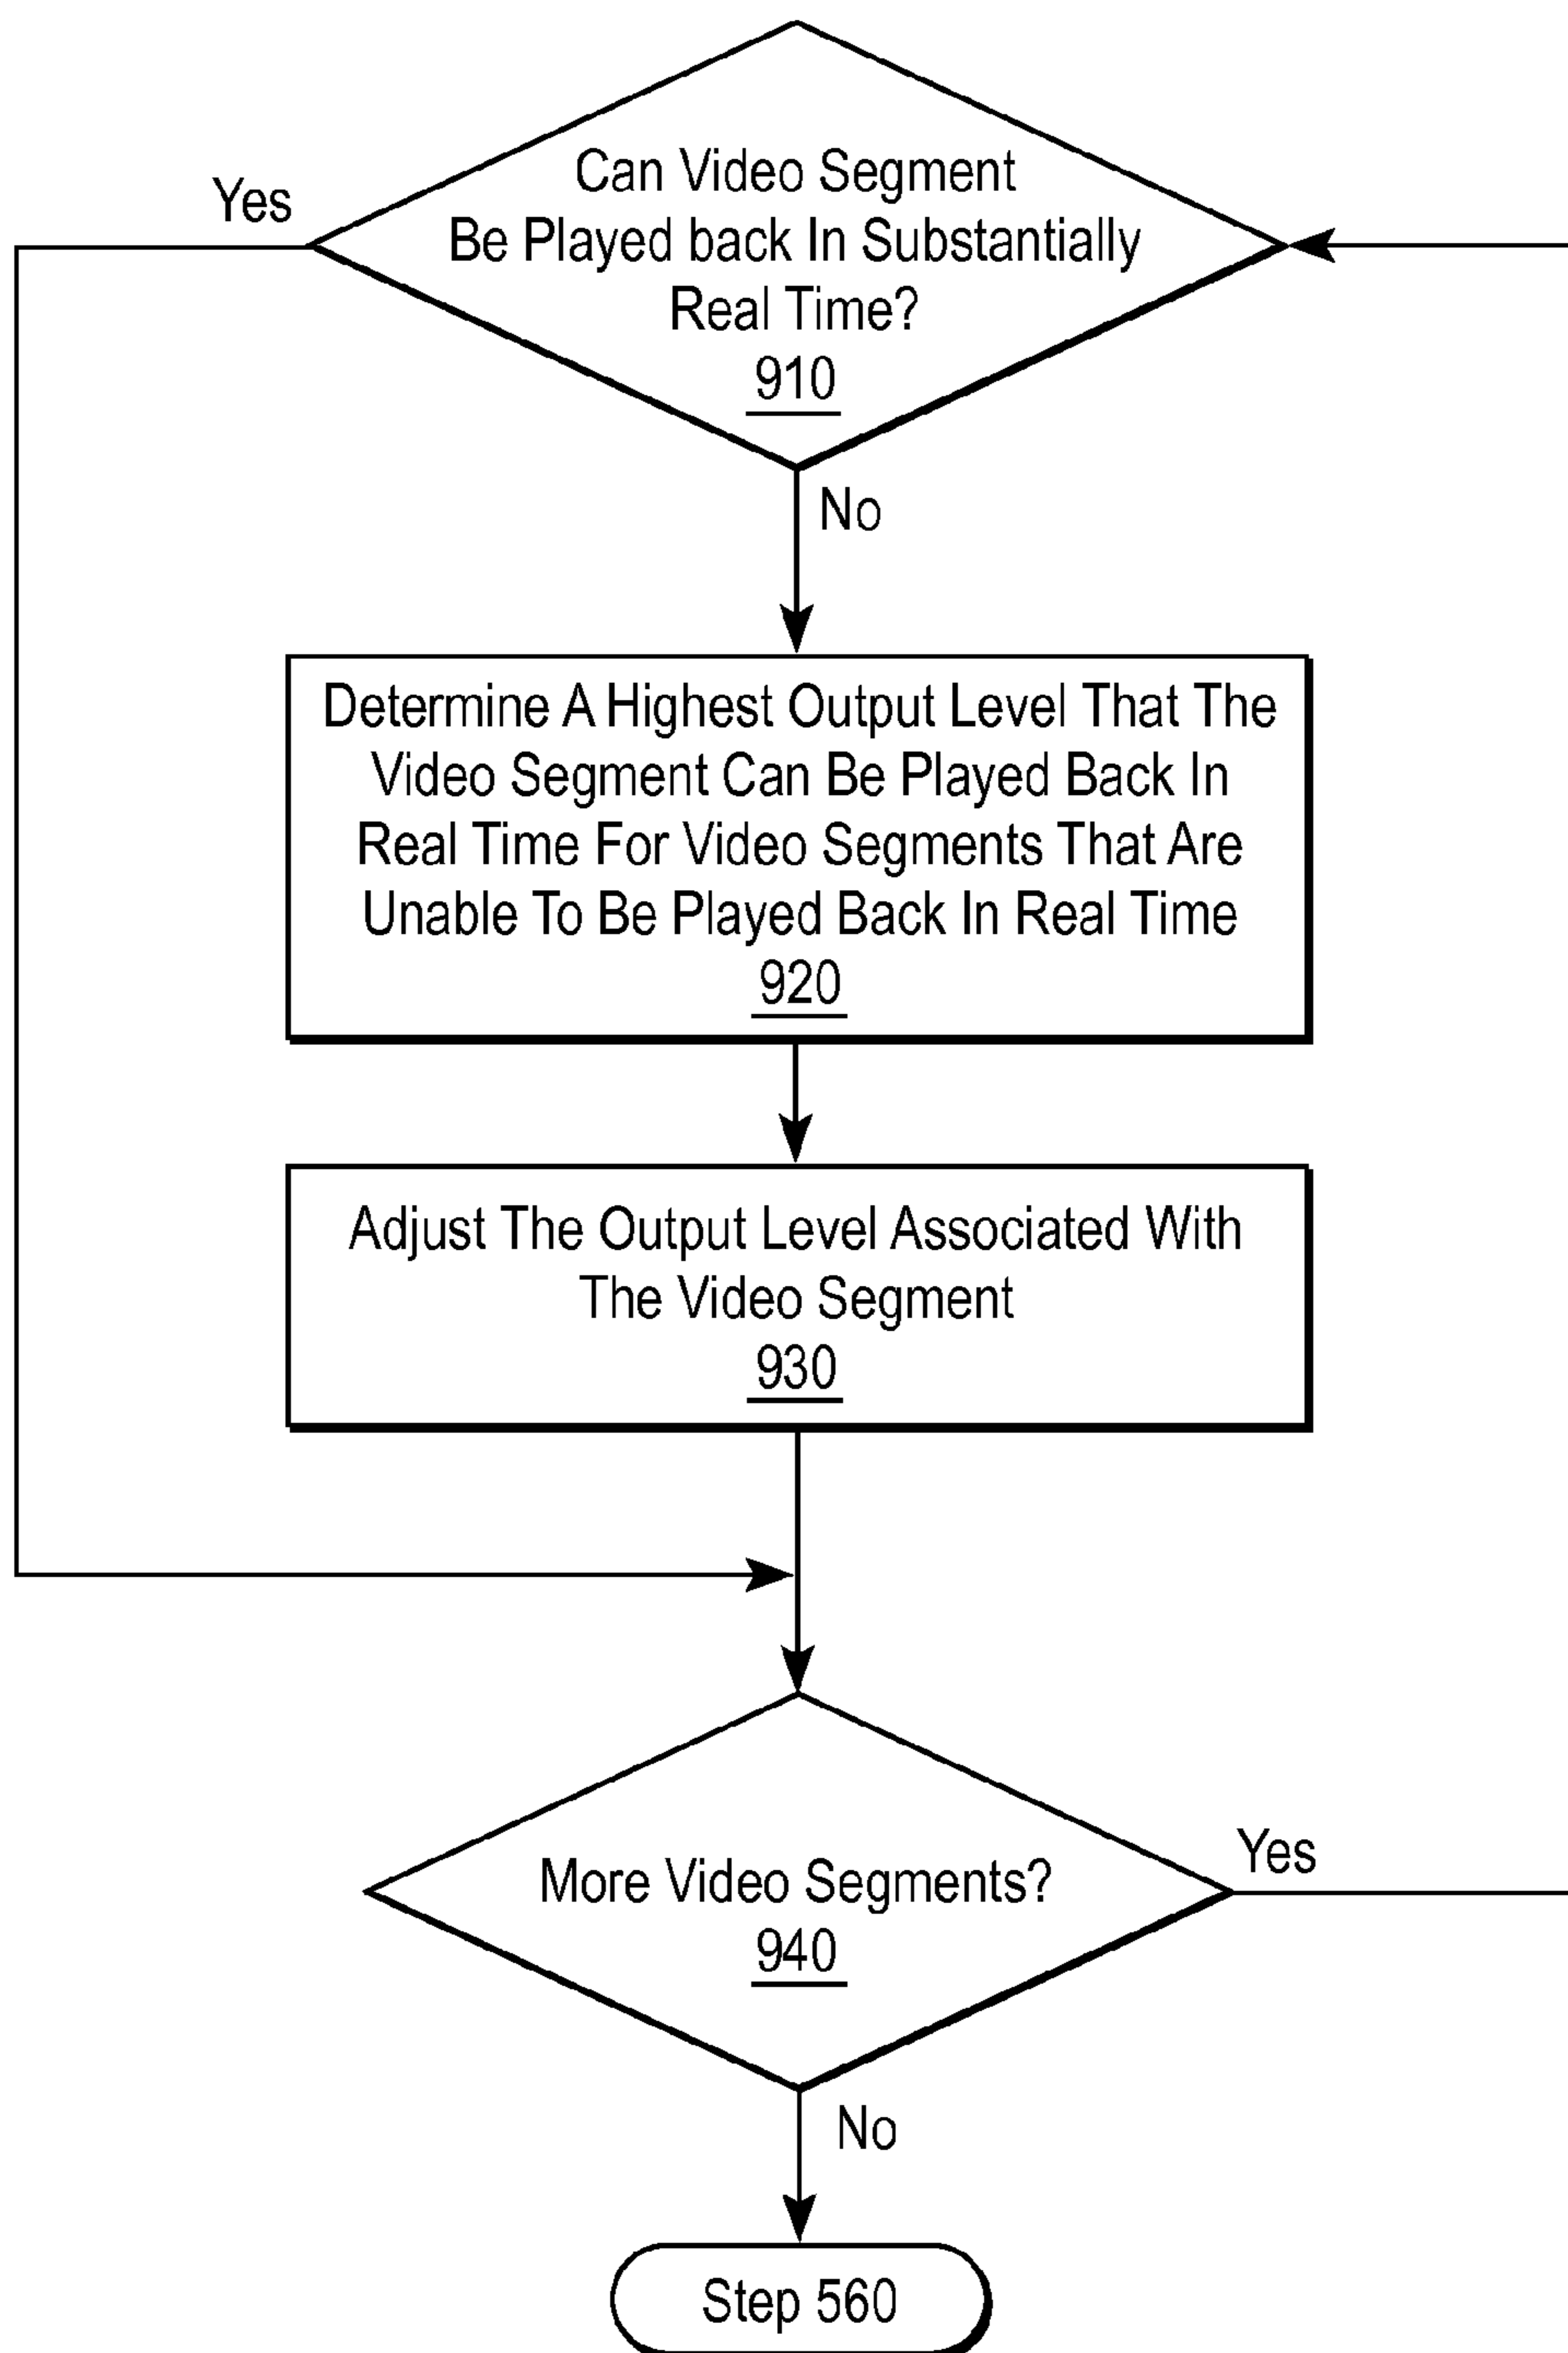 Can Video Segment
Yes
Be Played back In Substantially
Real Time?
910
No
Determine A Highest Output Level That The
Video Segment Can Be Played Back In
Real Time For Video Segments That Are
Unable To Be Played Back In Real Time
920
Adjust The Output Level Associated With
The Video Segment
930
More Video Segments?
Yes
940
No
Step 560